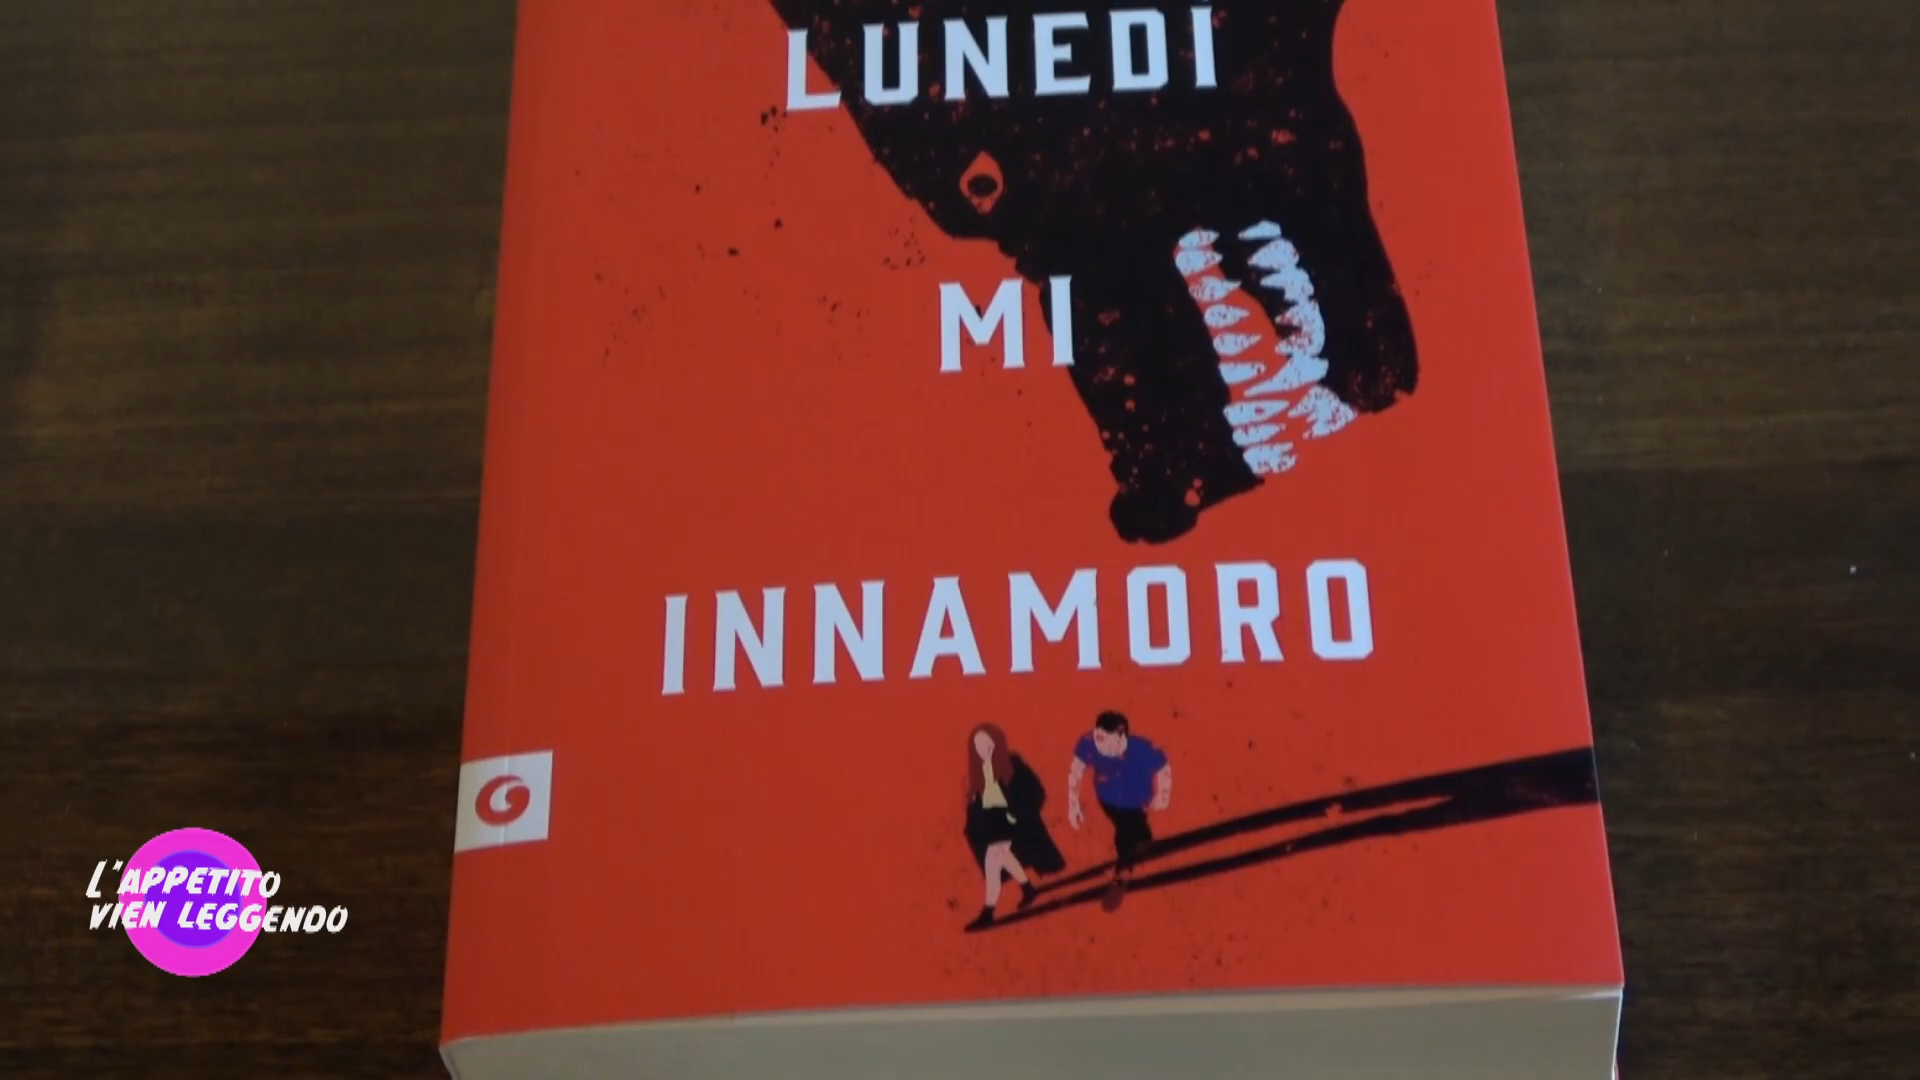 LUNEDÌ
MI
INNAMORO
G
L'APPETITO
VIEN LEGGENDO